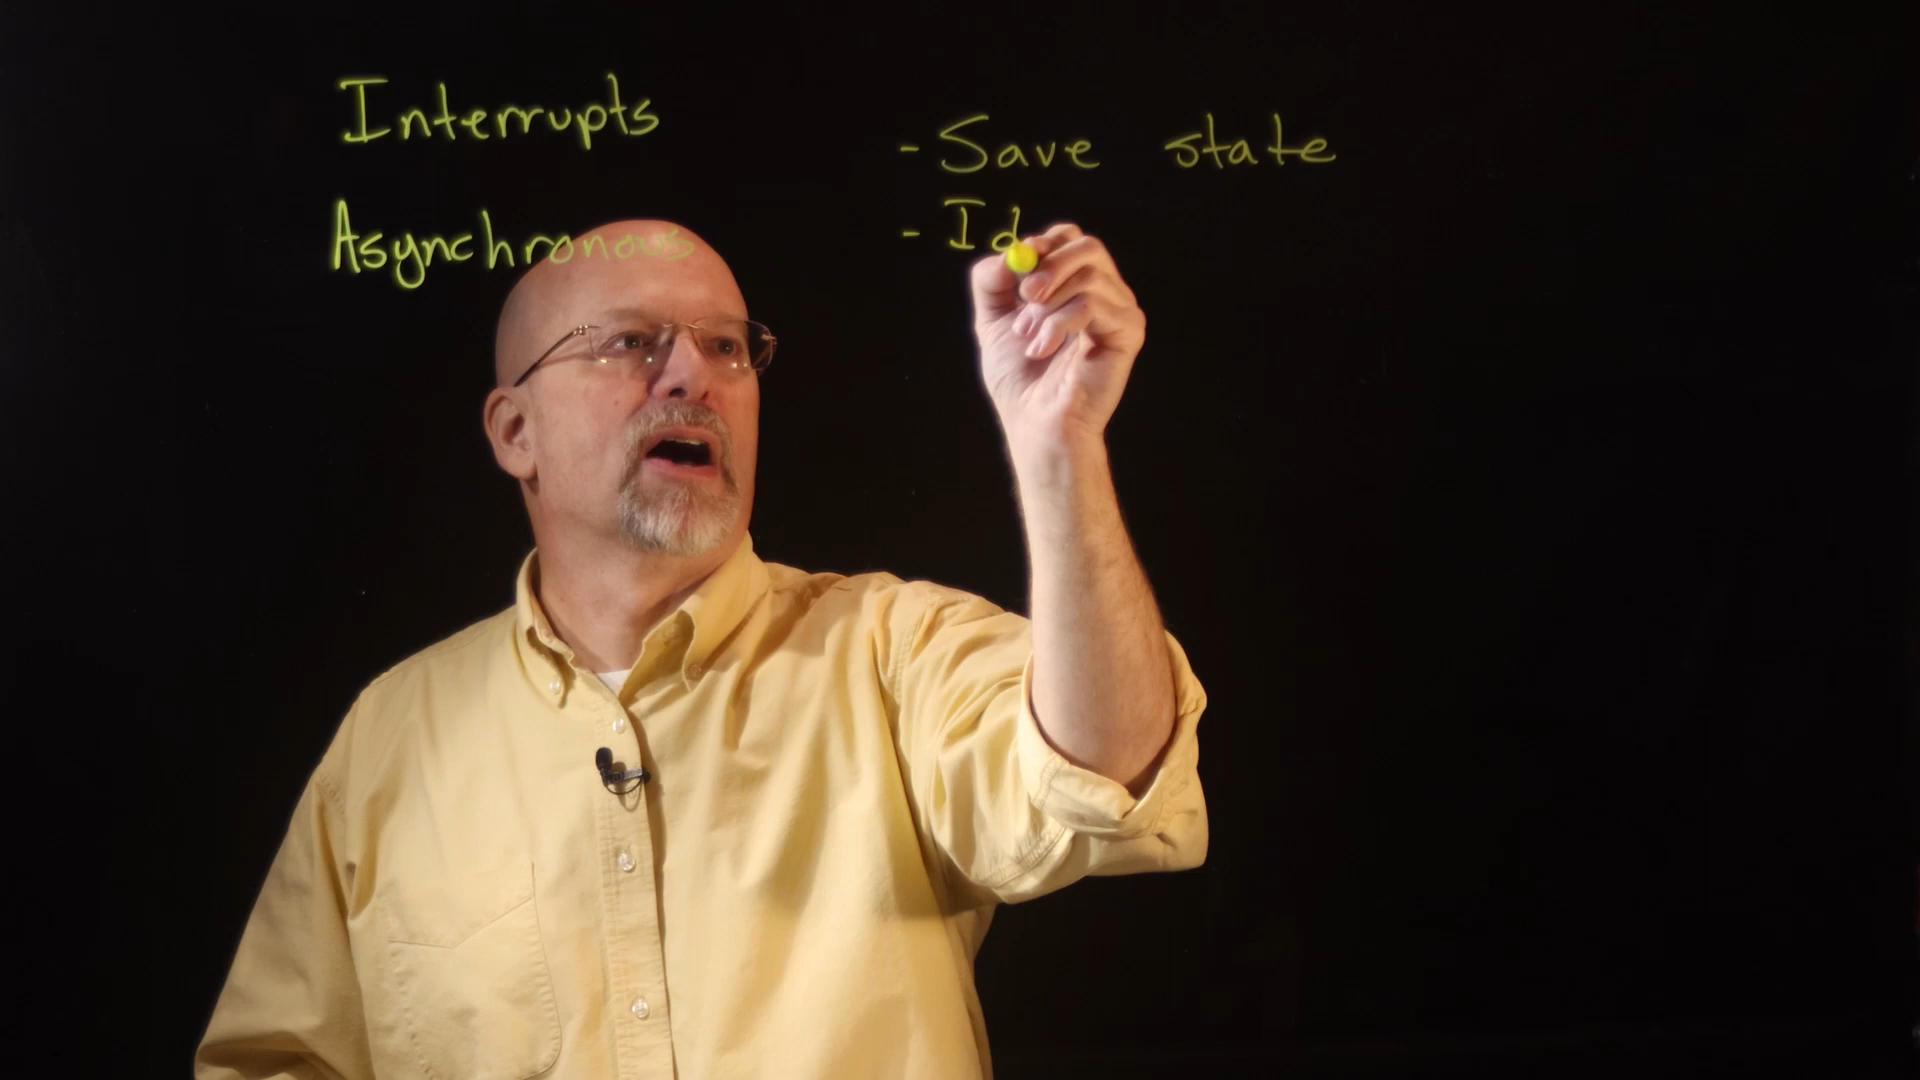 Interrupts
Asynchronous
- Save state
- Id